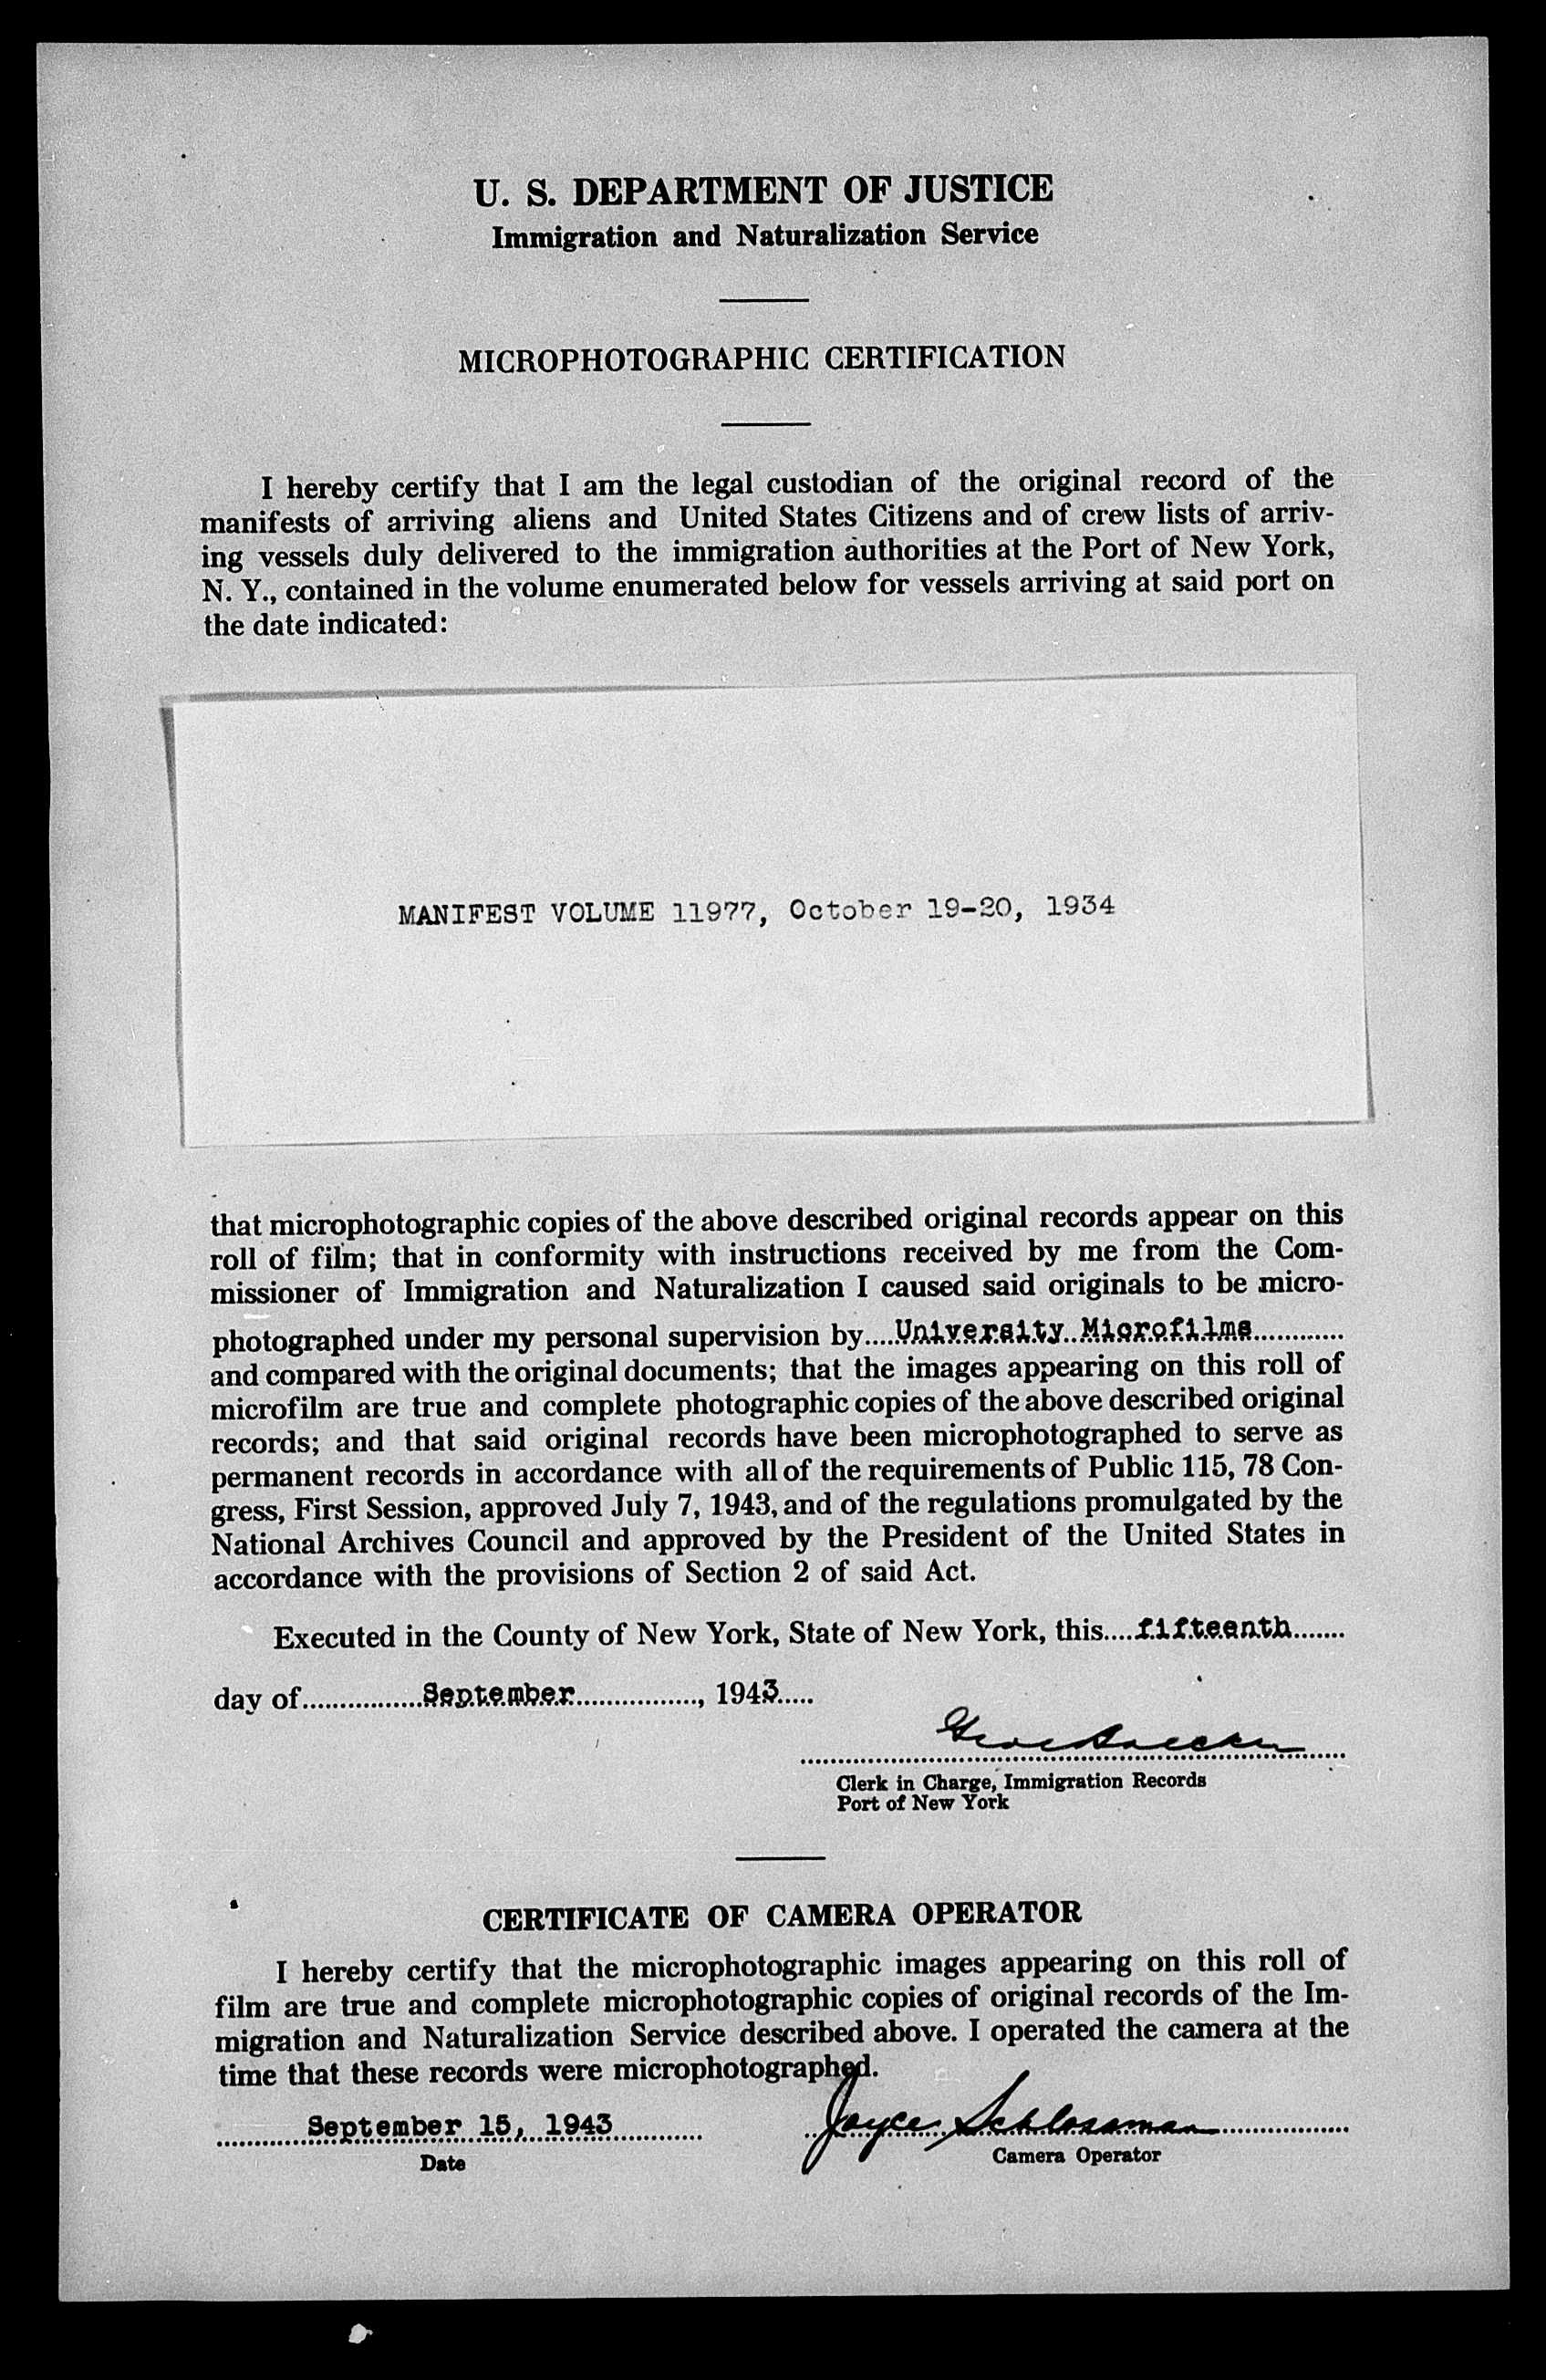 U. S. DEPARTMENT OF JUSTICE
Immigration and Naturalization Service
MICROPHOTOGRAPHIC CERTIFICATION
I hereby certify that I am the legal custodian of the original record of the
manifests of arriving aliens and United States Citizens and of crew lists of arriv-
ing vessels duly delivered to the immigration authorities at the Port of New York,
N. Y., contained in the volume enumerated below for vessels arriving at said port on
the date indicated:
MANIFEST VOLUME 11977, October 19-20, 1934
that microphotographic copies of the above described original records appear on this
roll of film; that in conformity with instructions received by me from the Com-
missioner of Immigration and Naturalization I caused said originals to be micro-
photographed under my personal supervision by....University Microfilms............
and compared with the original documents; that the images appearing on this roll of
microfilm are true and complete photographic copies of the above described original
records; and that said original records have been microphotographed to serve as
permanent records in accordance with all of the requirements of Public 115, 78 Con-
gress, First Session, approved July 7, 1943, and of the regulations promulgated by the
National Archives Council and approved by the President of the United States in
accordance with the provisions of Section 2 of said Act.
Executed in the County of New York, State of New York, this....fifteenth.......
day of................September................, 1943.....
Clerk in Charge, Immigration Records
Port of New York
CERTIFICATE OF CAMERA OPERATOR
I hereby certify that the microphotographic images appearing on this roll of
film are true and complete microphotographic copies of original records of the Im-
migration and Naturalization Service described above. I operated the camera at the
time that these records were microphotographed.
September 15, 1943 Joyce Schlossman
Date Camera Operator